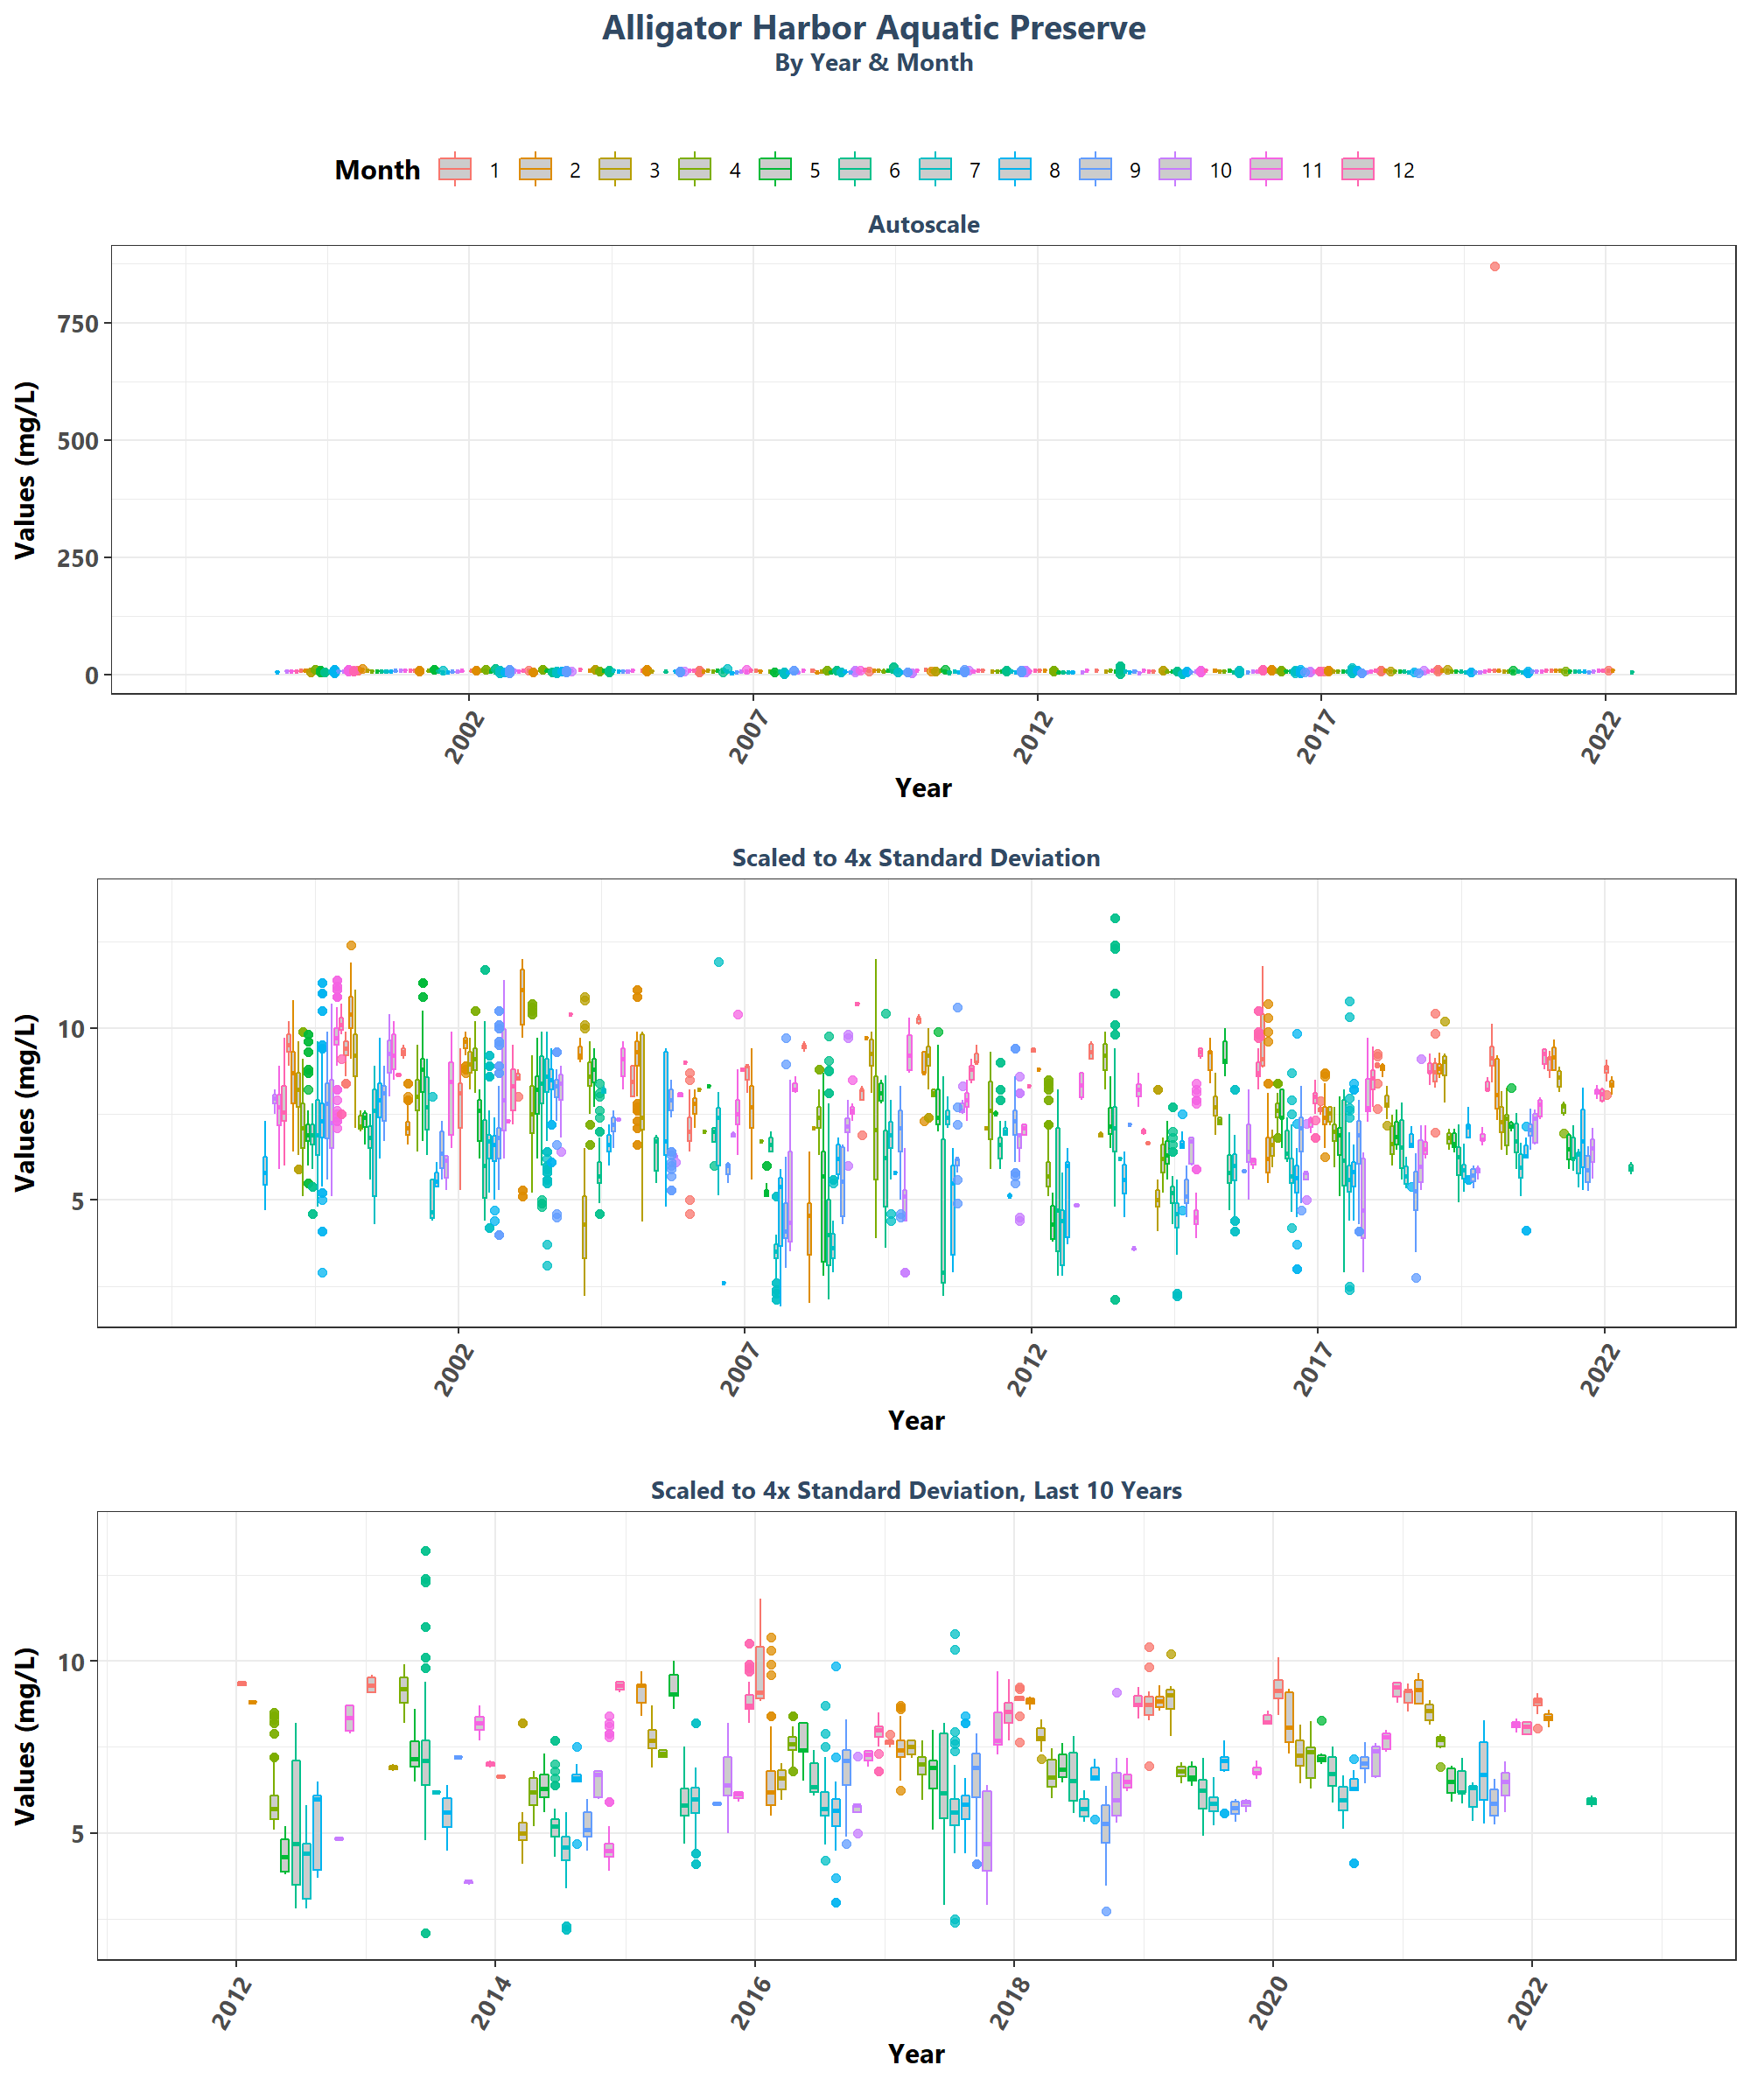 Alligator Harbor Aquatic Preserve
By Year & Month
Month 1 2 3 4 5 6 7 8 9 10 11 12
Autoscale
Values (mg/L)
750
500
250
0
2002 2007 2012 2017 2022
Year
Scaled to 4x Standard Deviation
Values (mg/L)
10
5
2002 2007 2012 2017 2022
Year
Scaled to 4x Standard Deviation, Last 10 Years
Values (mg/L)
10
5
2012 2014 2016 2018 2020 2022
Year